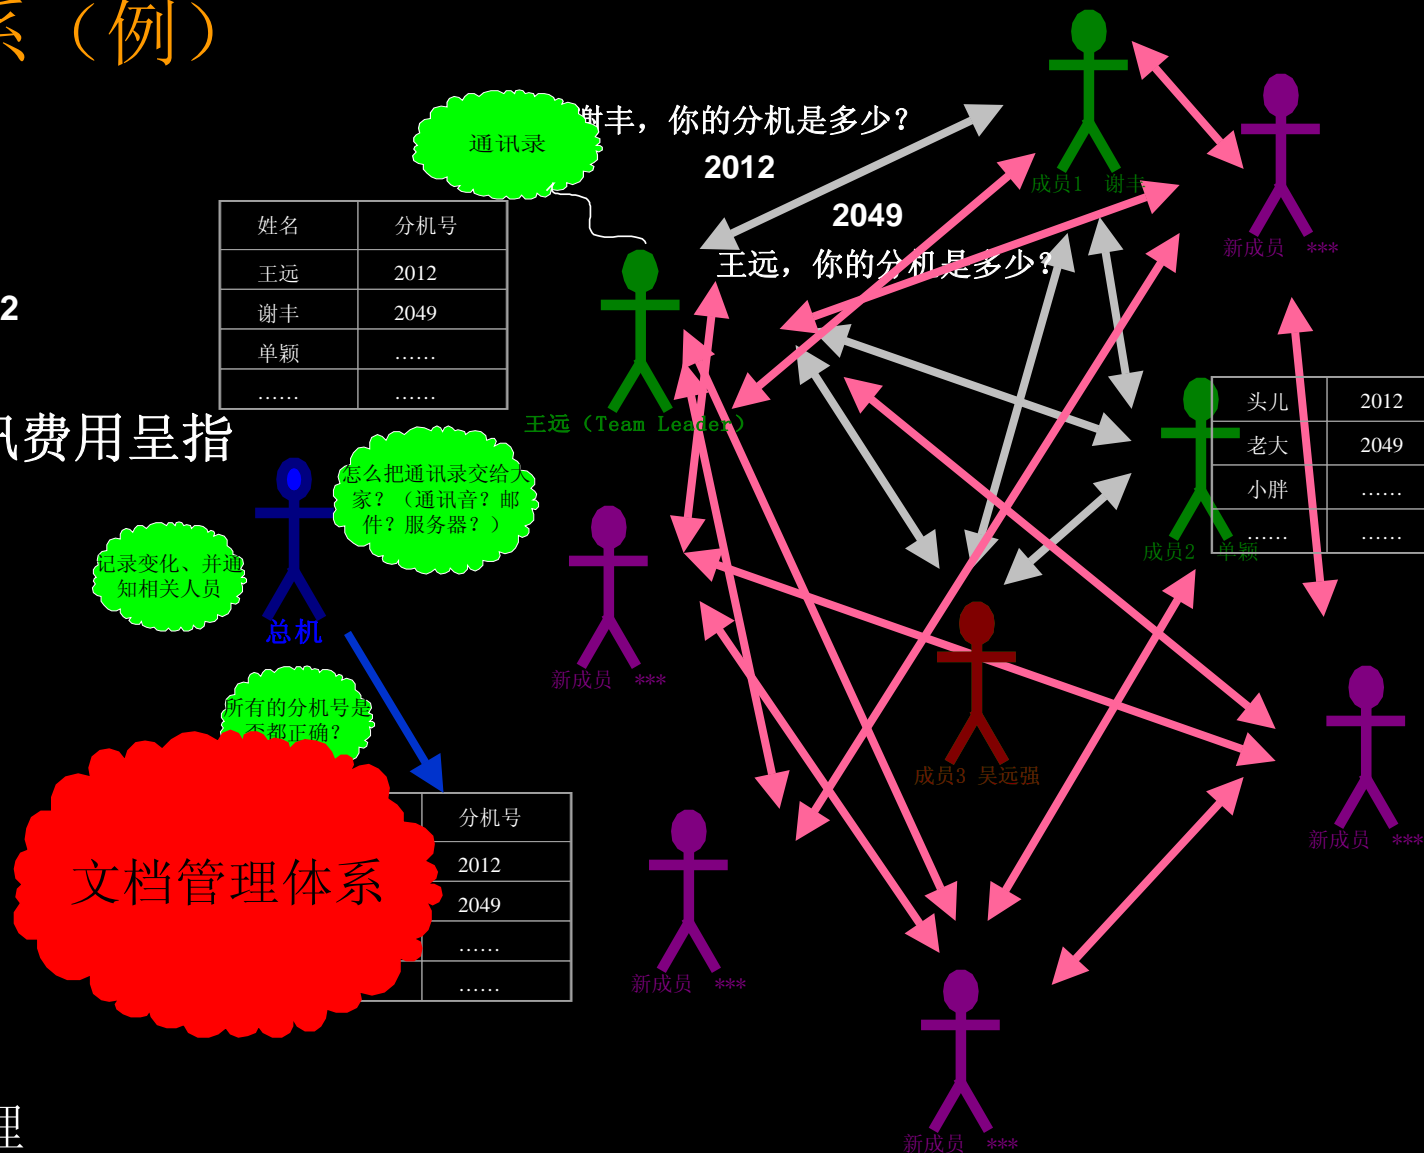 系（例）
谢丰，你的分机是多少？
通讯录
2012
成员1 谢丰
2049
姓名 分机号
王远 2012
谢丰 2049
单颖 ……
…… ……
王远，你的分机是多少？
新成员 ***
2
讯费用呈指
王远（Team Leader）
头儿 2012
老大 2049
小胖 ……
…… ……
成员2 单颖
怎么把通讯录交给大
家？（通讯音？邮
件？服务器？）
记录变化、并通
知相关人员
总机
新成员 ***
所有的分机号是
否都正确？
成员3 吴远强
分机号
2012
2049
……
……
文档管理体系
新成员 ***
新成员 ***
新成员 ***
理